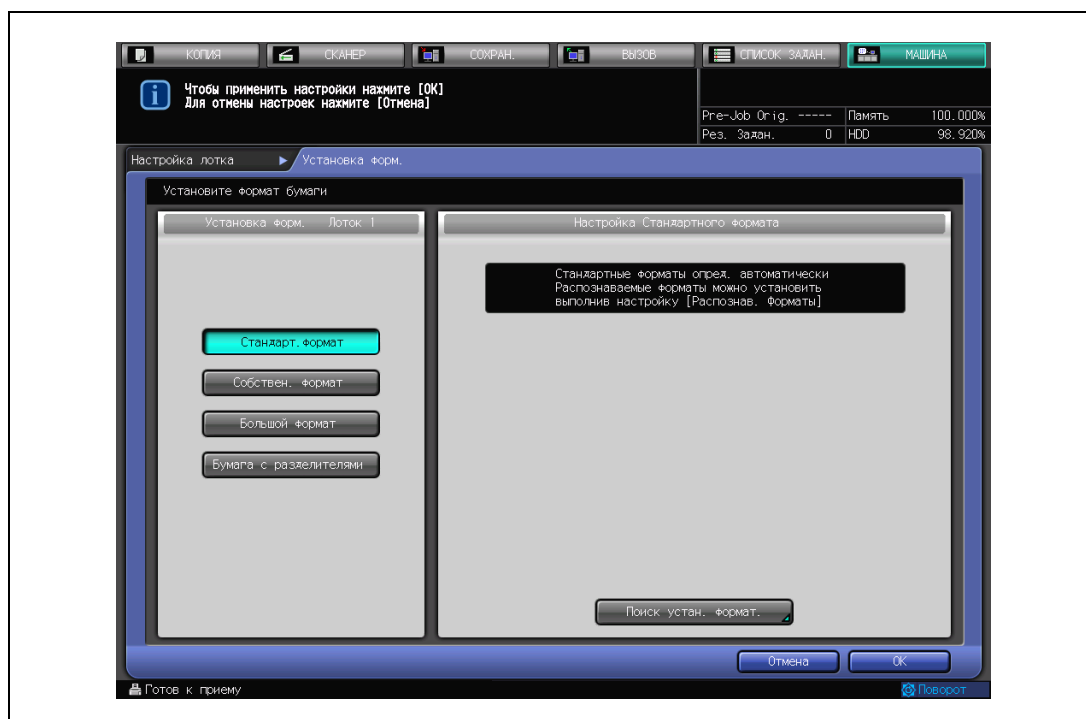 КОПИЯ
СКАНЕР
СОХРАН.
ВЫЗОВ
СПИСОК ЗАДАН.
МАШИНА
Чтобы применить настройки нажмите [OK]
Для отмены настроек нажмите [Отмена]
Pre-Job Orig. -----
Память 100.000%
Рез. Задан. 0
HDD 98.920%
Настройка лотка
Установка форм.
Установите формат бумаги
Установка форм. Лоток 1
Настройка Стандартного формата
Стандартные форматы опред. автоматически
Распознаваемые форматы можно установить
выполнив настройку [Распознав. Форматы]
Стандарт.формат
Собствен. формат
Большой формат
Бумага с разделителями
Поиск устан. формат.
Отмена
OK
Готов к приему
Поворот